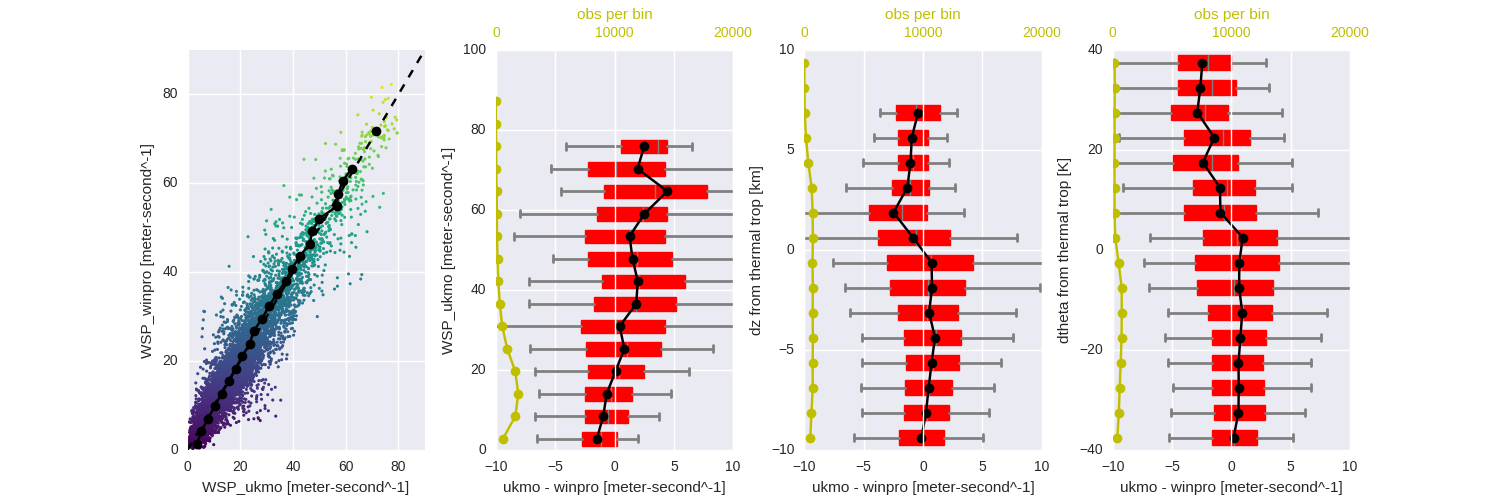 obs per bin
0 10000 20000
obs per bin
0 10000 20000
obs per bin
0 10000 20000
WSP_winpro [meter-second^-1]
80
60
40
20
0
0 20 40 60 80
WSP_ukmo [meter-second^-1]
WSP_ukmo [meter-second^-1]
100
80
60
40
20
0
−10 −5 0 5 10
ukmo - winpro [meter-second^-1]
dz from thermal trop [km]
10
5
0
−5
−10
−10 −5 0 5 10
ukmo - winpro [meter-second^-1]
dtheta from thermal trop [K]
40
20
0
−20
−40
−10 −5 0 5 10
ukmo - winpro [meter-second^-1]